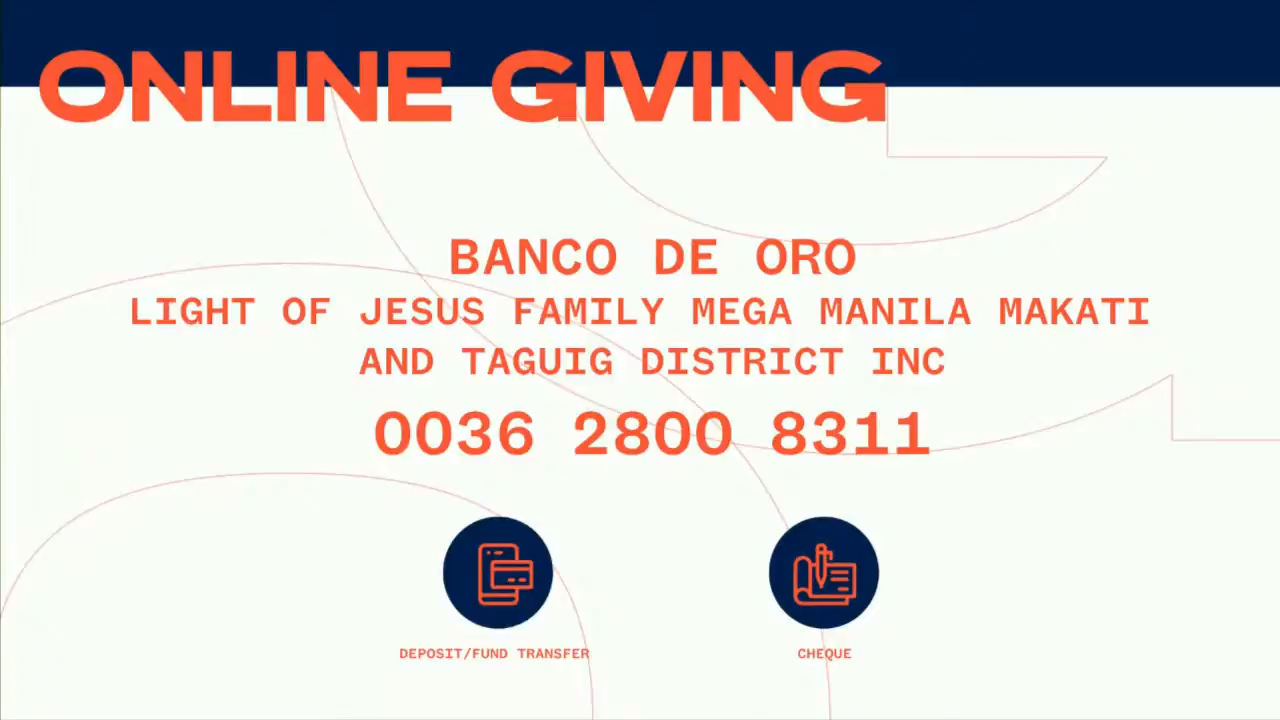 ONLINE GIVING
BANCO DE ORO
LIGHT OF JESUS FAMILY MEGA MANILA MAKATI
AND TAGUIG DISTRICT INC
0036 2800 8311
DEPOSIT/FUND TRANSFER
CHEQUE